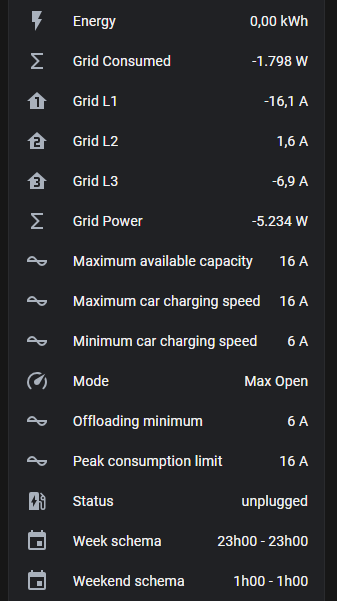 Energy 0,00 kWh
Grid Consumed -1.798 W
1 Grid L1 -16,1 A
2 Grid L2 1,6 A
3 Grid L3 -6,9 A
Grid Power -5.234 W
Maximum available capacity 16 A
Maximum car charging speed 16 A
Minimum car charging speed 6 A
Mode Max Open
Offloading minimum 6 A
Peak consumption limit 16 A
Status unplugged
Week schema 23h00 - 23h00
Weekend schema 1h00 - 1h00